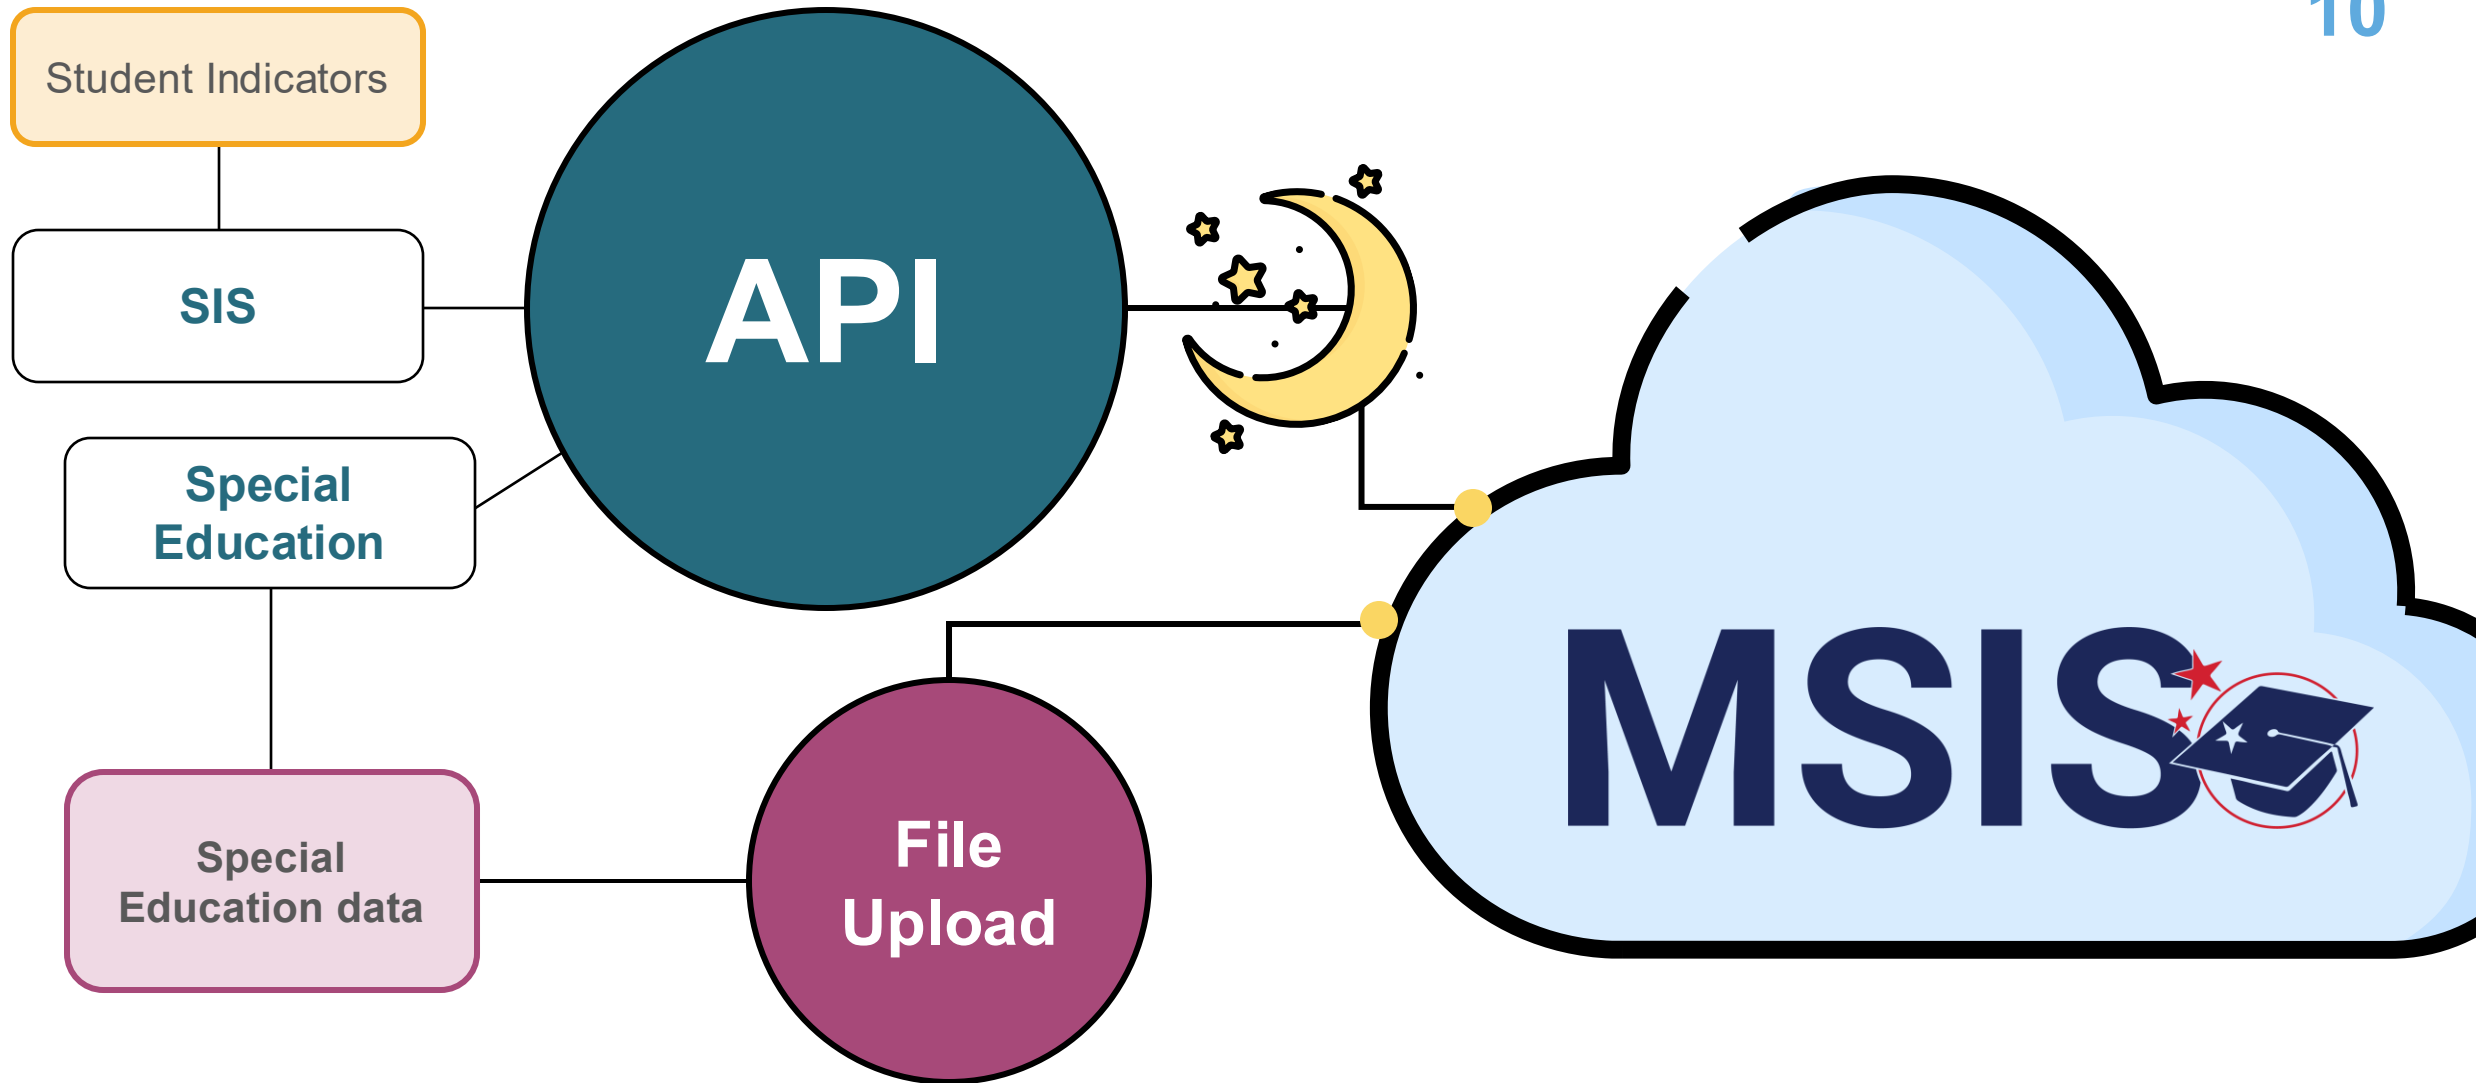 10
Student Indicators
SIS
API
Special
Education
MSIS
Special
Education data
File
Upload